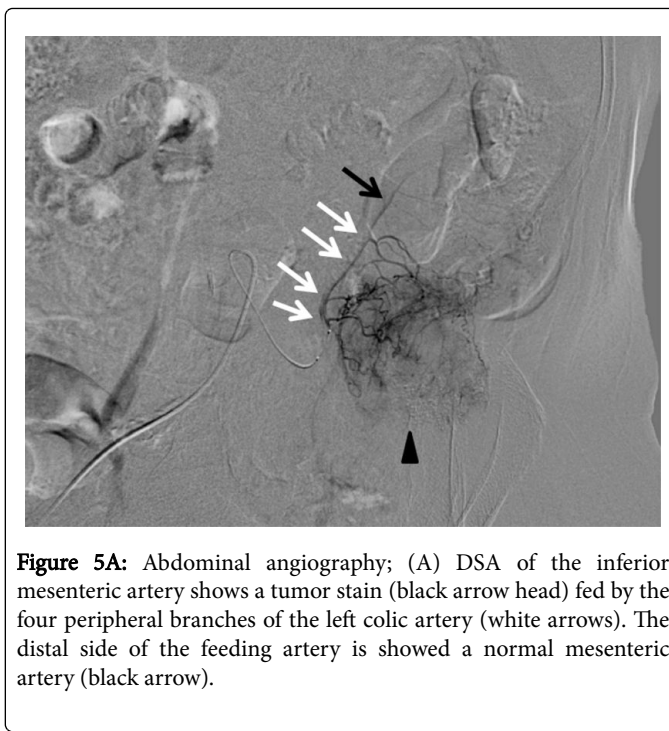 Figure 5A: Abdominal angiography; (A) DSA of the inferior
mesenteric artery shows a tumor stain (black arrow head) fed by the
four peripheral branches of the left colic artery (white arrows). The
distal side of the feeding artery is showed a normal mesenteric
artery (black arrow).